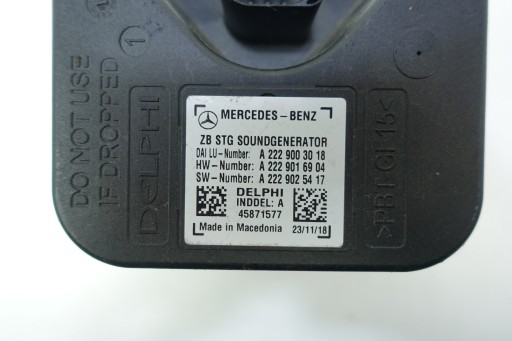 DO NOT USE
IF DROPPED
1
DELPHI
MERCEDES-BENZ
ZB STG SOUNDGENERATOR
DAI LU-Number: A 222 900 30 18
HW-Number: A 222 901 69 04
SW-Number: A 222 902 54 17
DELPHI
INDDEL: A
45871577
Made in Macedonia 23/11/18